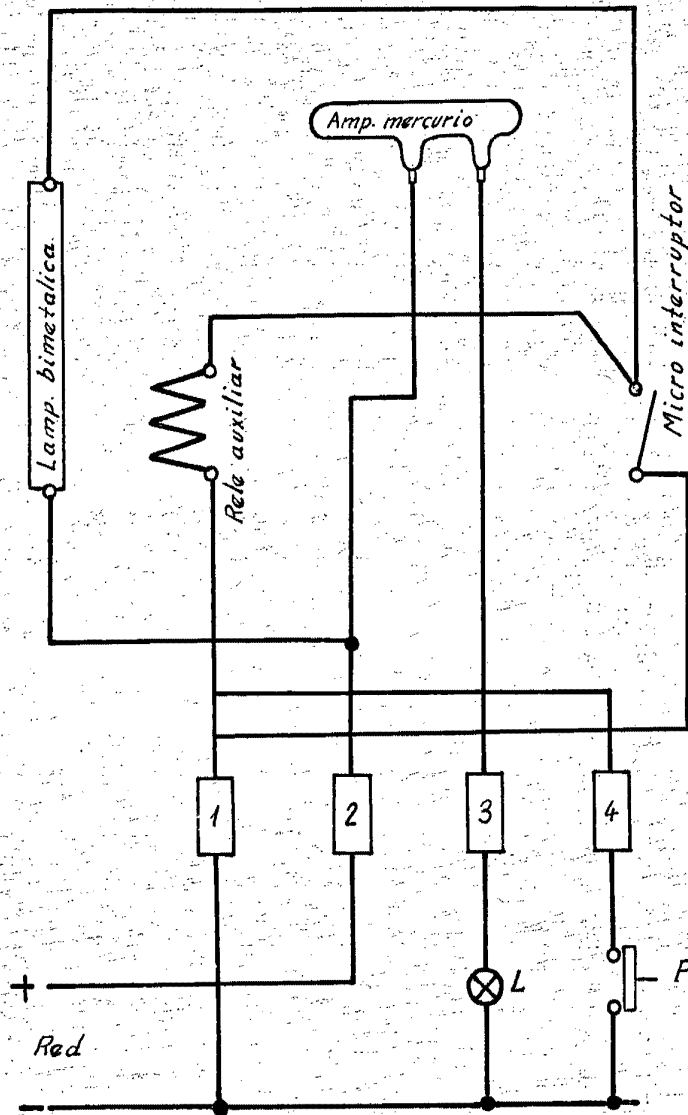 Amp. mercurio
Lamp. bimetalica
Rele auxiliar
Micro interruptor
1
2
3
4
+
L
P
Red
-